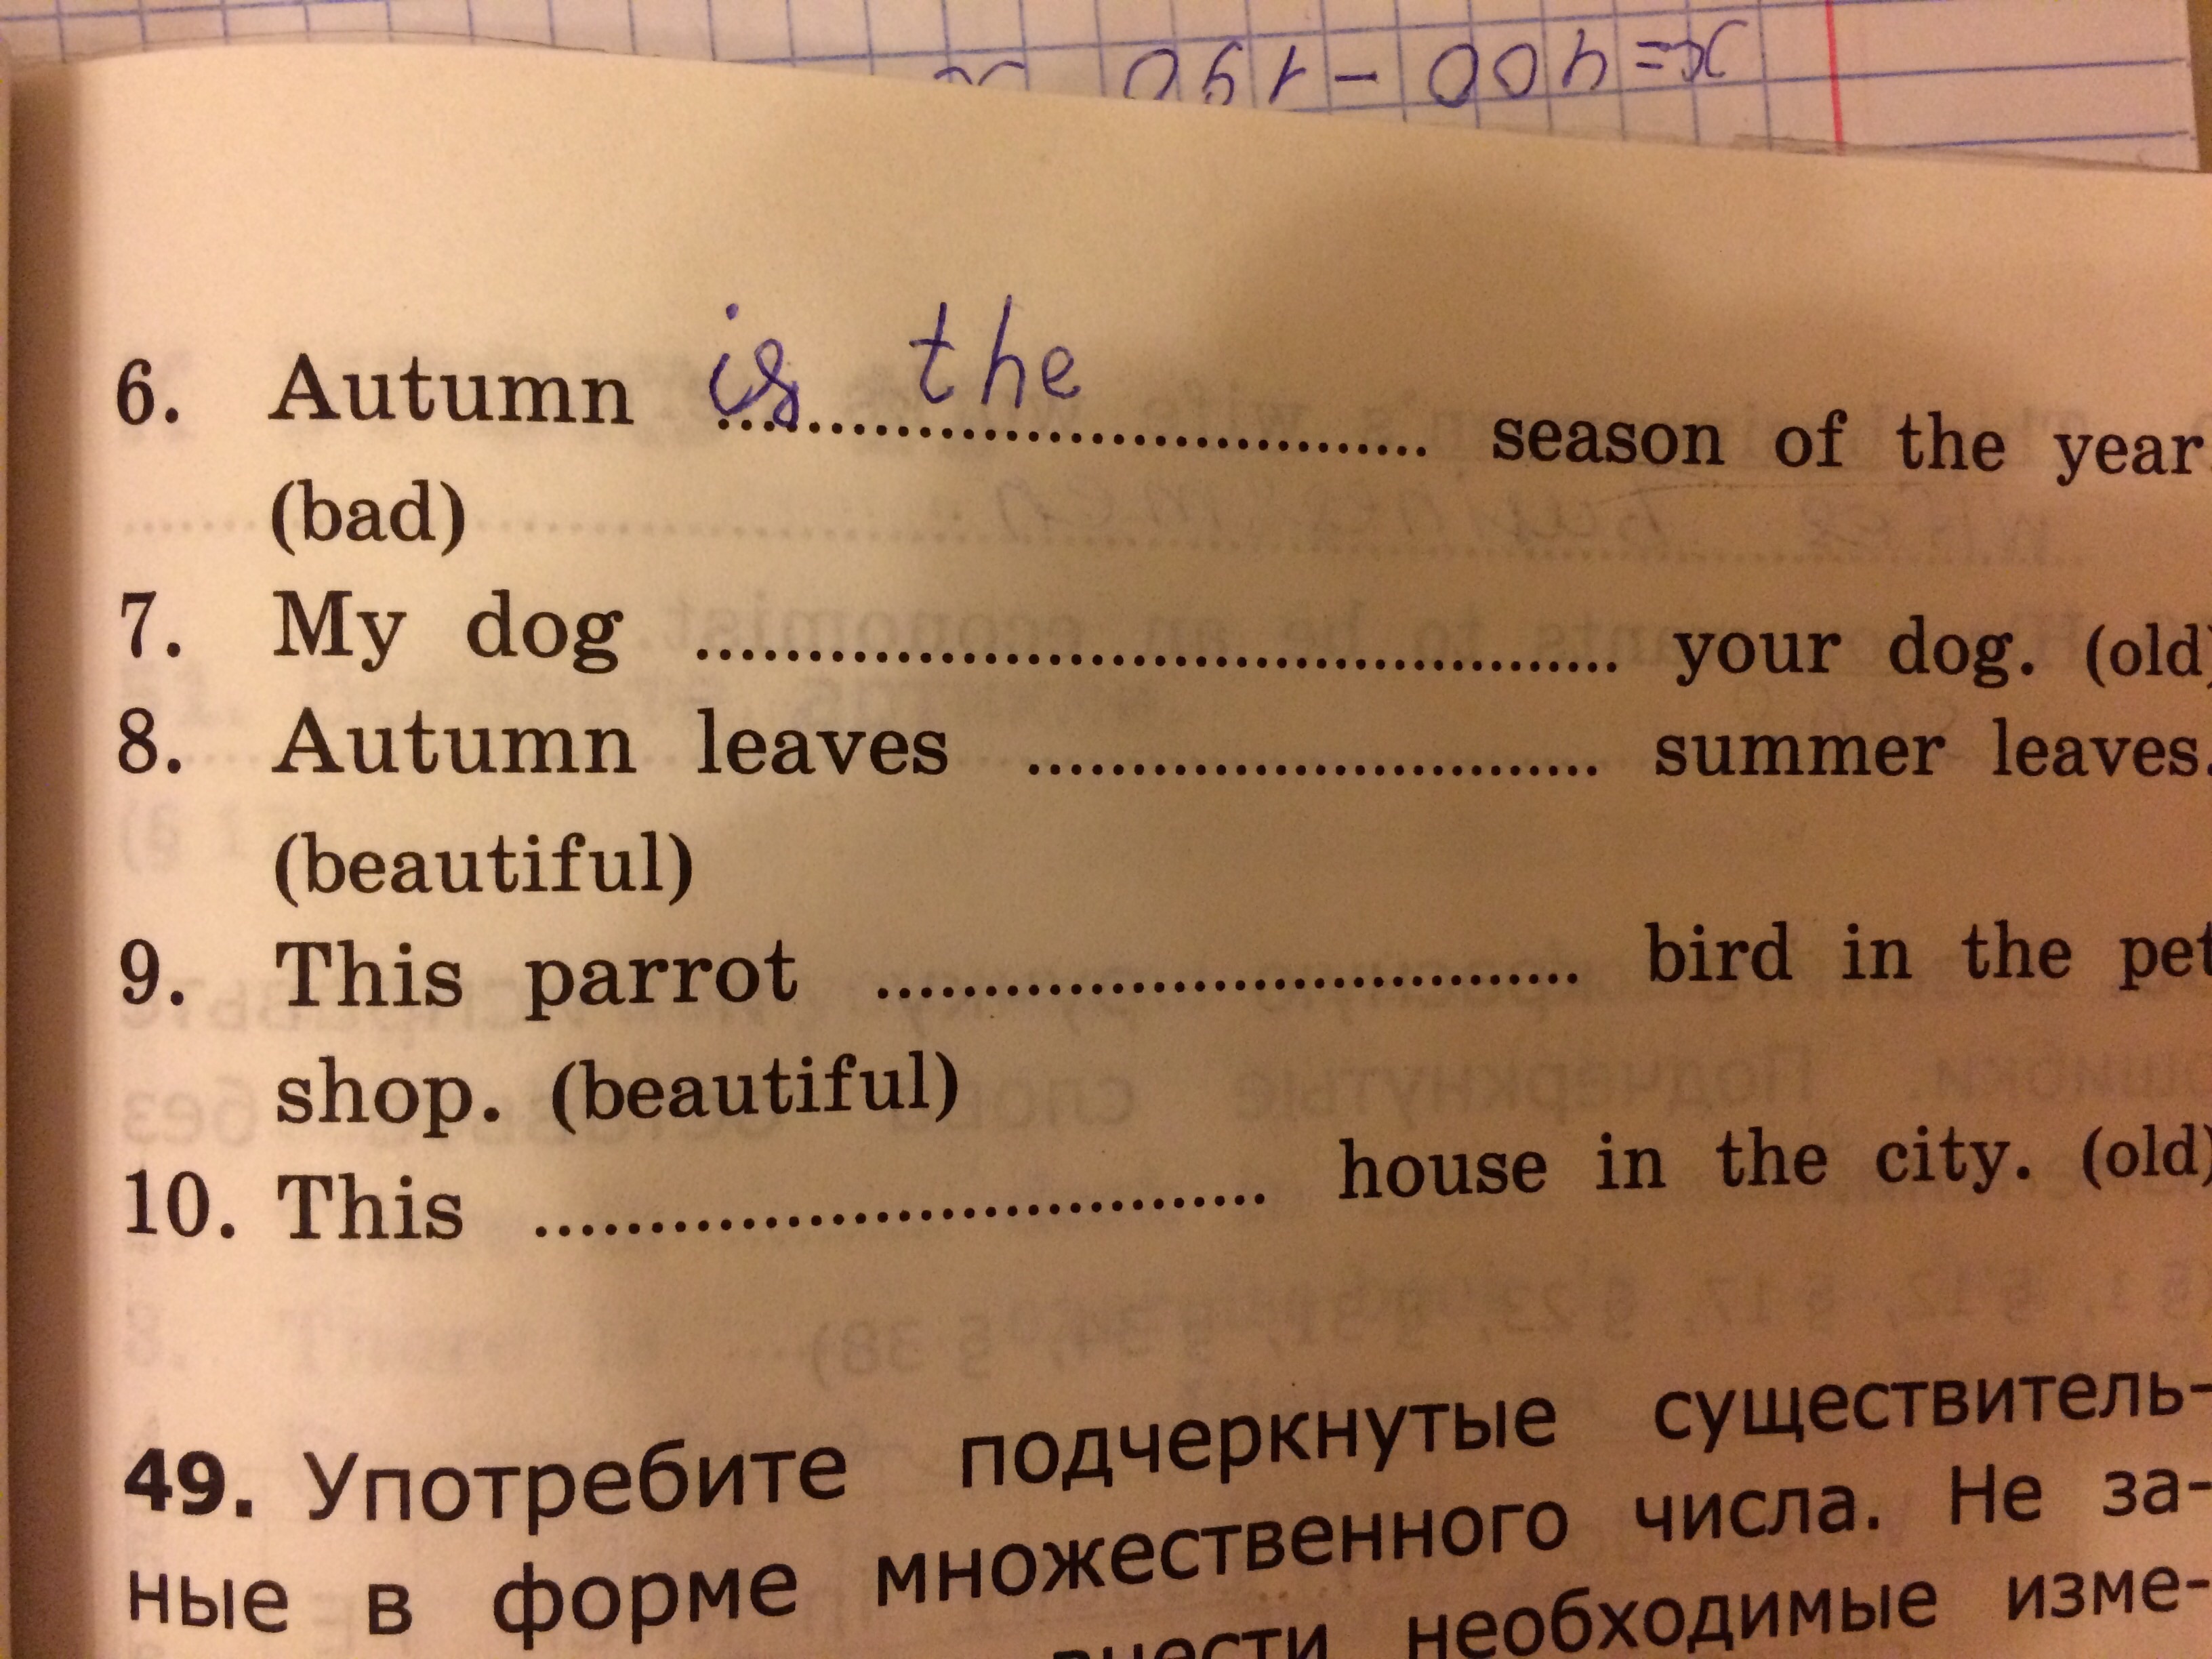 x=400-190
6. Autumn is the .................... season of the year
(bad)
7. My dog .................... your dog. (old)
8. Autumn leaves .................... summer leaves.
(beautiful)
9. This parrot .................... bird in the pet
shop. (beautiful)
10. This .................... house in the city. (old)
49. Употребите подчеркнутые существитель-
ные в форме множественного числа. Не за-
внести необходимые изме-